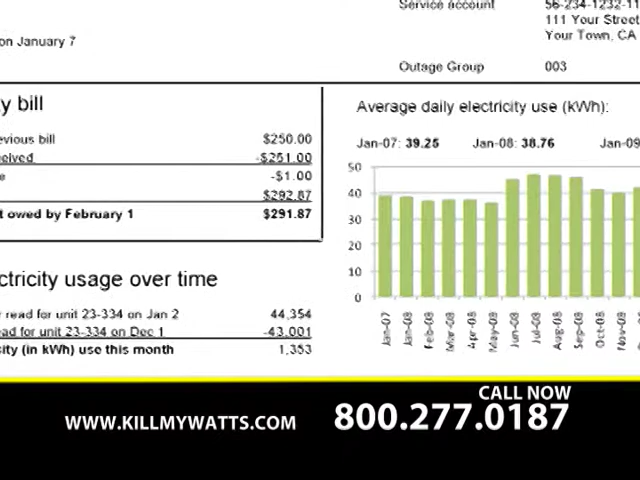 Service account
56-234-1232-11
111 Your Street
Your Town, CA
on January 7
Outage Group 003
y bill
evious bill $250.00
ceived -$251.00
e -$1.00
$292.87
t owed by February 1 $291.87
Average daily electricity use (kWh):
Jan-07: 39.25 Jan-08: 38.76 Jan-09
50
40
30
20
10
0
Jan-07 Jan-08 Feb-08 Mar-08 Apr-08 May-08 Jun-08 Jul-08 Aug-08 Sep-08 Oct-08 Nov-08
ctricity usage over time
r read for unit 23-334 on Jan 2 44,354
ead for unit 23-334 on Dec 1 -43,001
ity (in kWh) use this month 1,353
WWW.KILLMYWATTS.COM
CALL NOW
800.277.0187